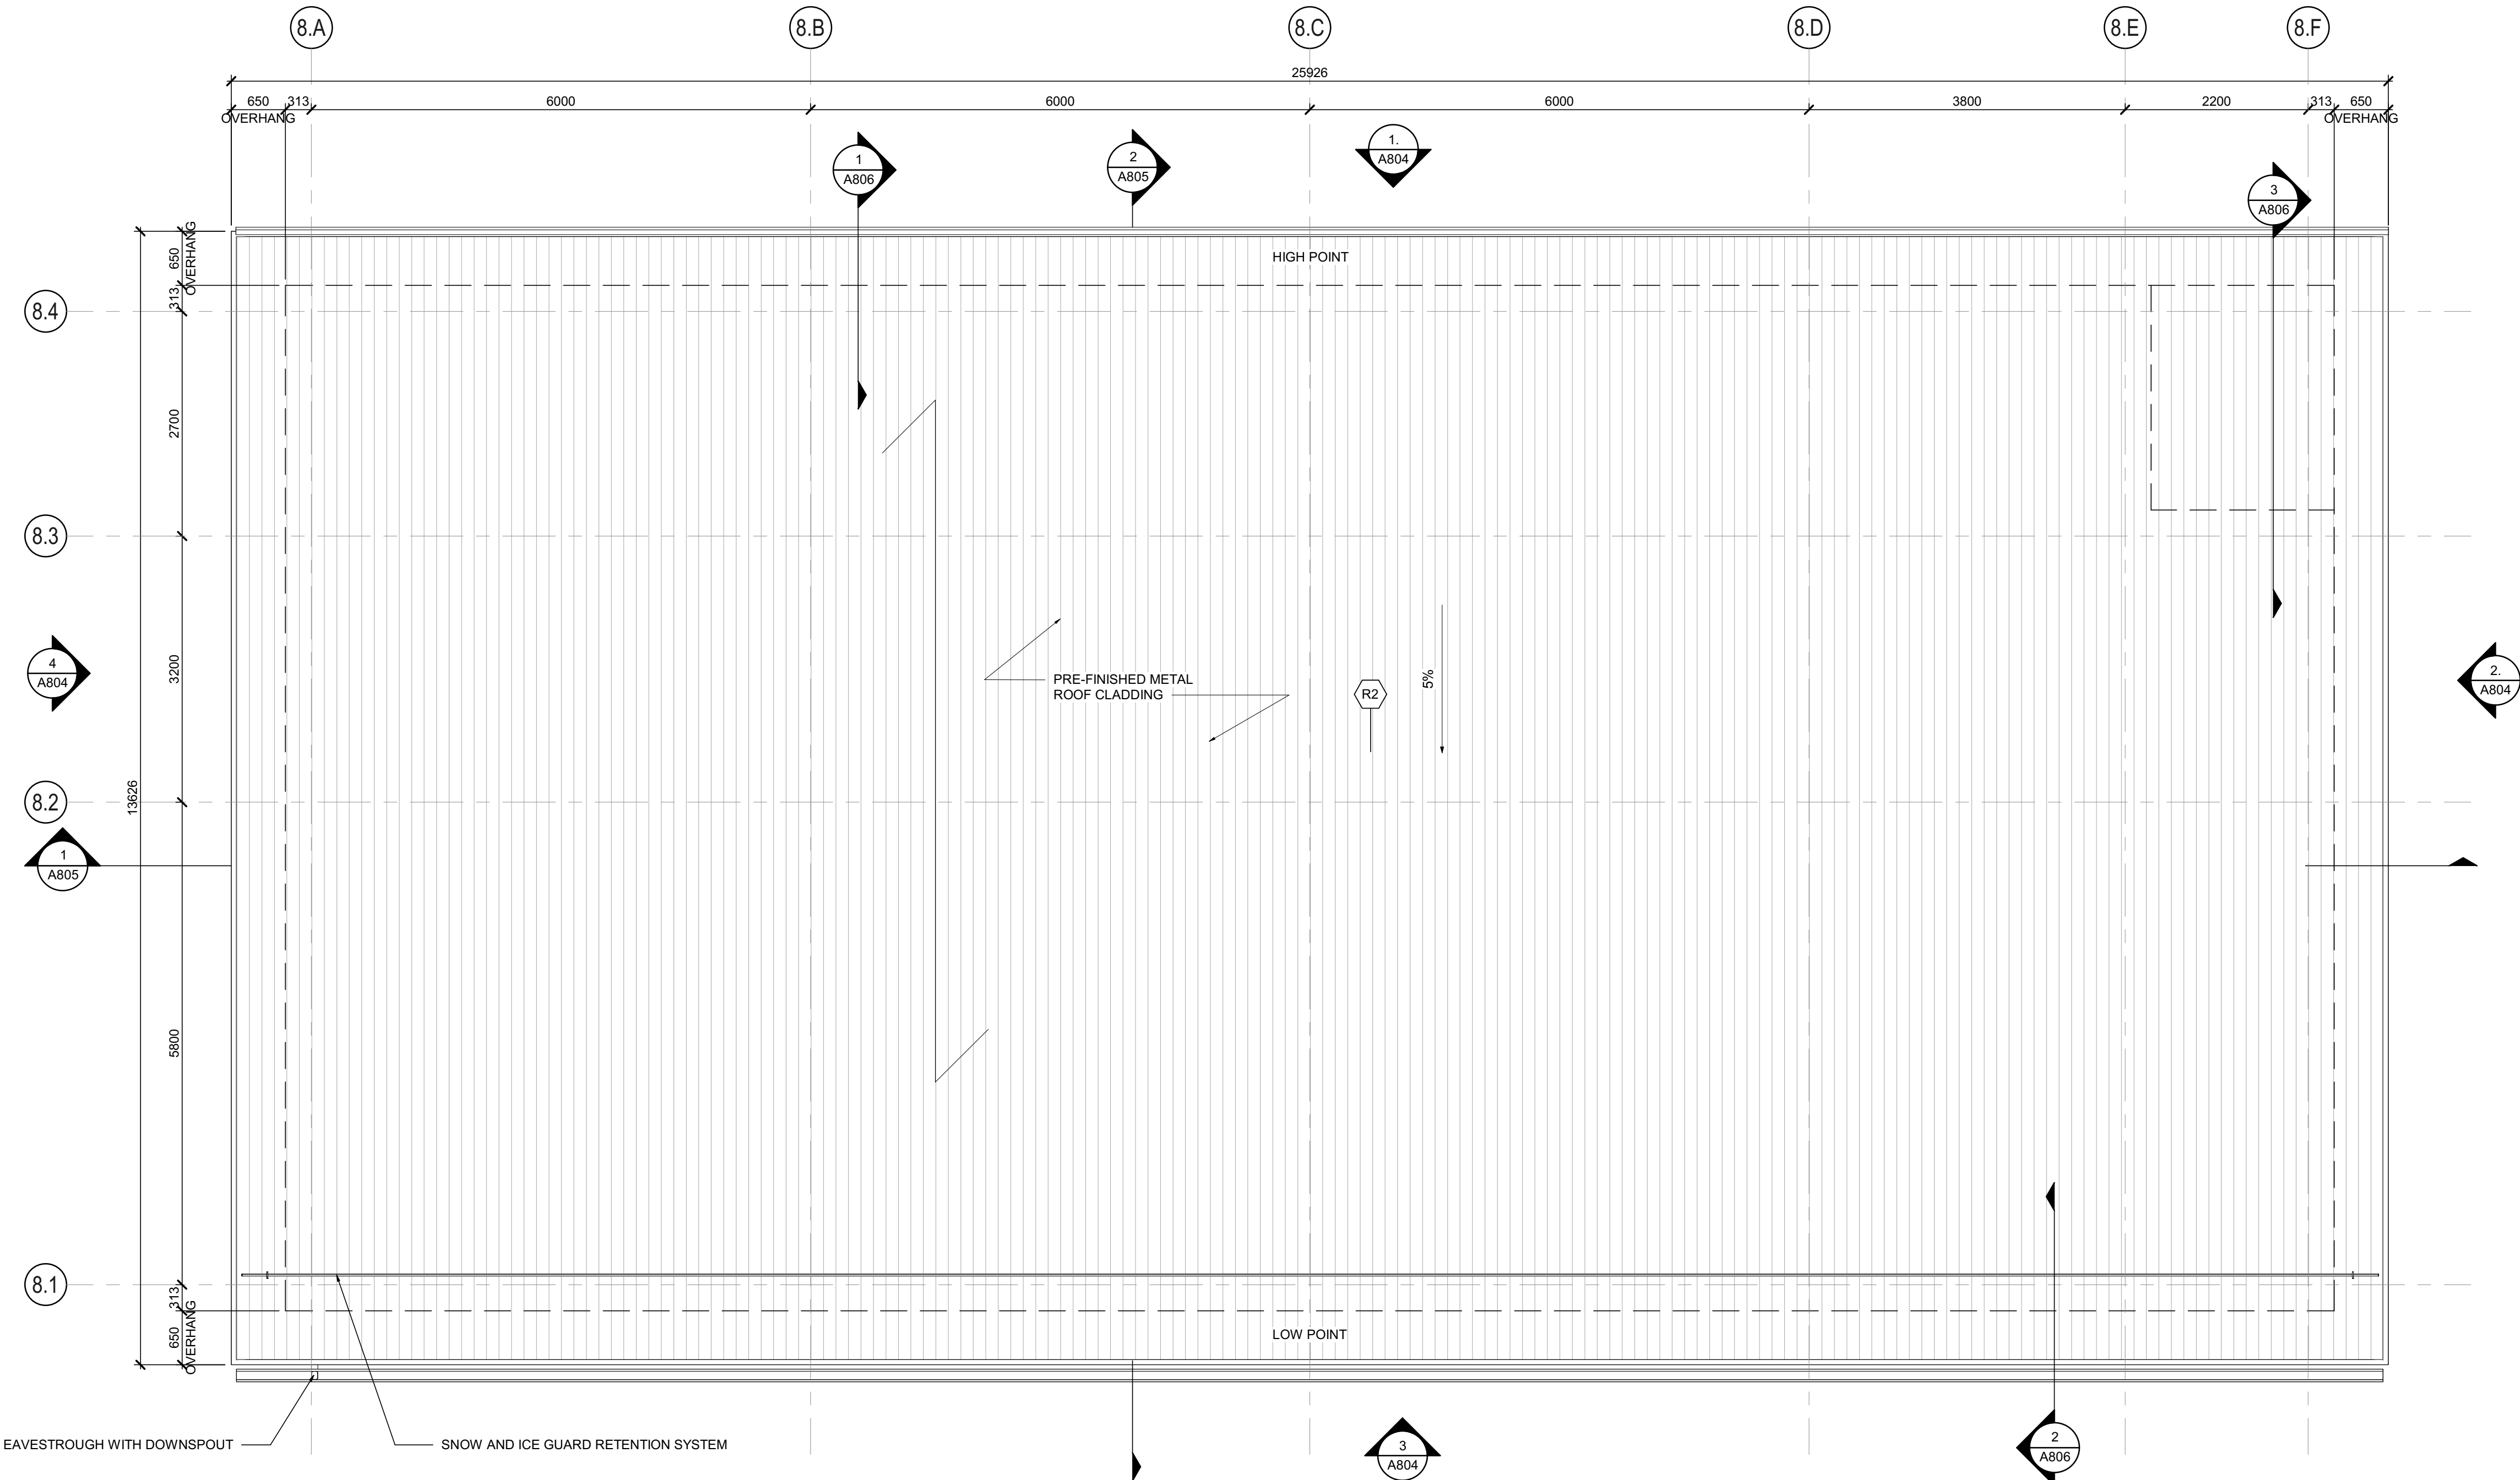 8.A
8.B
8.C
8.D
8.E
8.F
25926
650
313
6000
6000
6000
3800
2200
313
650
OVERHANG
OVERHANG
1
A806
2
A805
1.
A804
3
A806
650
OVERHANG
HIGH POINT
313
8.4
2700
8.3
4
A804
3200
PRE-FINISHED METAL
ROOF CLADDING
R2
5%
2.
A804
13626
8.2
1
A805
5800
8.1
313
650
OVERHANG
LOW POINT
EAVESTROUGH WITH DOWNSPOUT
SNOW AND ICE GUARD RETENTION SYSTEM
3
A804
2
A806